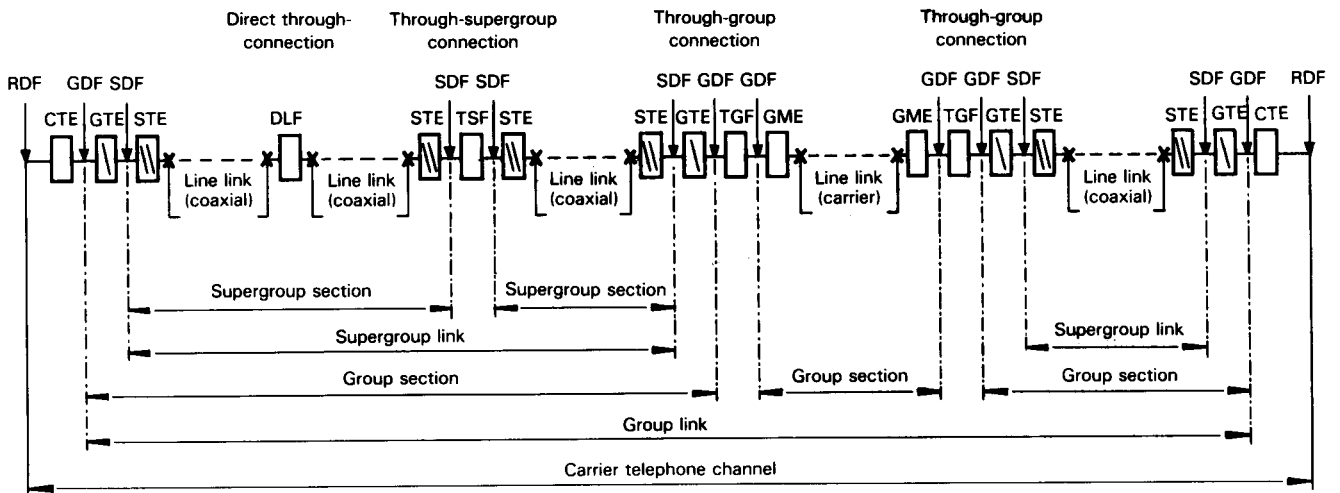 Direct through-
connection
Through-supergroup
connection
Through-group
connection
Through-group
connection
RDF GDF SDF SDF SDF SDF GDF GDF GDF GDF SDF SDF GDF RDF
CTE GTE STE DLF STE TSF STE STE GTE TGF GME GME TGF GTE STE STE GTE CTE
Line link
(coaxial)
Line link
(coaxial)
Line link
(coaxial)
Line link
(carrier)
Line link
(coaxial)
Supergroup section Supergroup section
Supergroup link Supergroup link
Group section Group section Group section
Group link
Carrier telephone channel